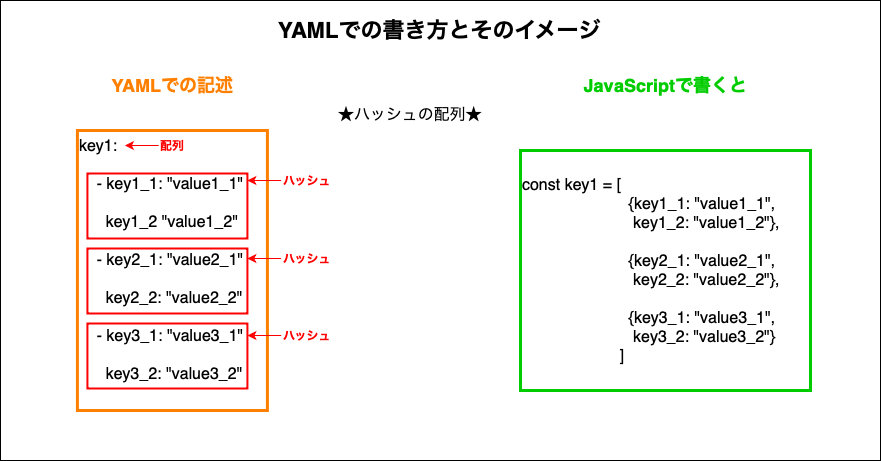 YAMLでの書き方とそのイメージ
YAMLでの記述
JavaScriptで書くと
★ハッシュの配列★
key1:
配列
- key1_1: "value1_1"
ハッシュ
key1_2 "value1_2"
- key2_1: "value2_1"
ハッシュ
key2_2: "value2_2"
- key3_1: "value3_1"
ハッシュ
key3_2: "value3_2"
const key1 = [
{key1_1: "value1_1",
key1_2: "value1_2"},
{key2_1: "value2_1",
key2_2: "value2_2"},
{key3_1: "value3_1",
key3_2: "value3_2"}
]